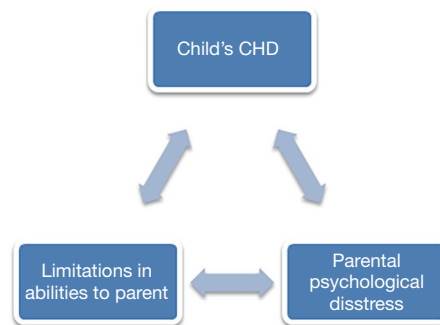 Child’s CHD
Limitations in
abilities to parent
Parental
psychological
disstress